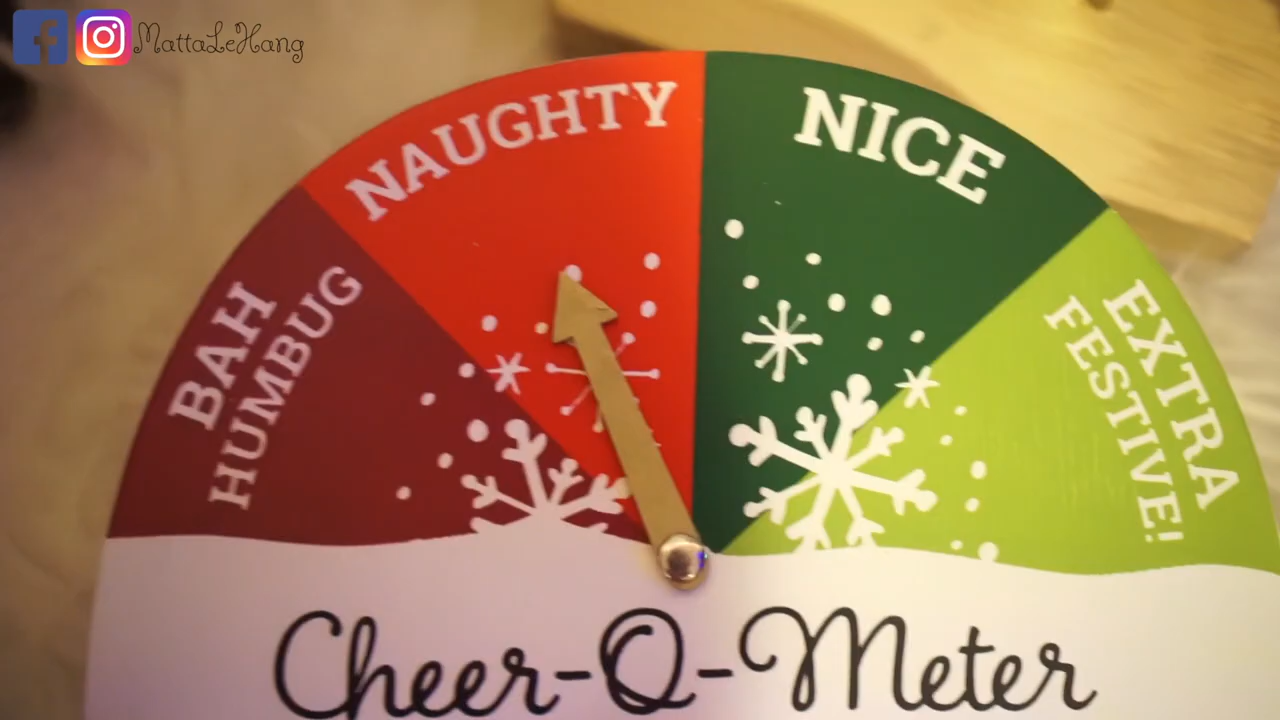 MattaLeHang
NAUGHTY
NICE
BAH
HUMBUG
EXTRA
FESTIVE!
Cheer-O-Meter